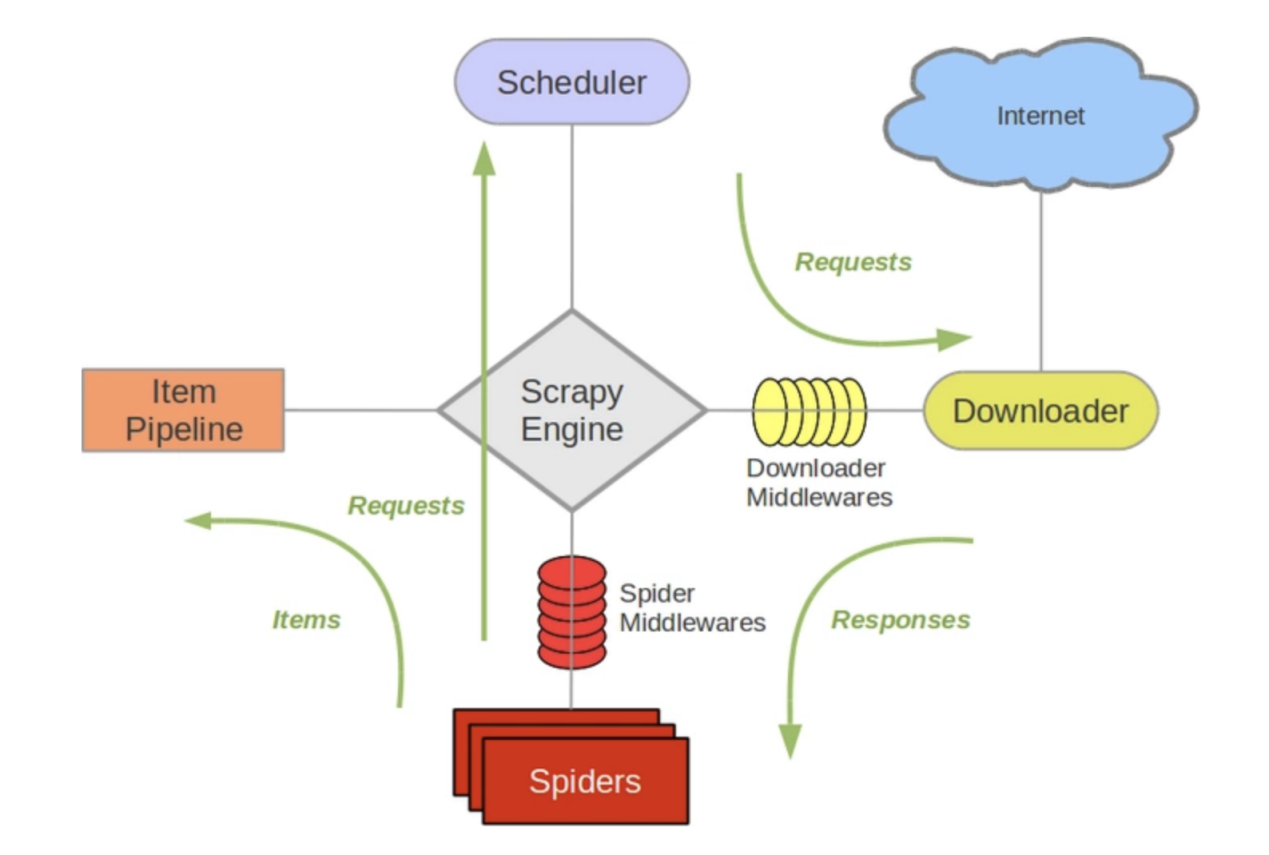 Scheduler
Internet
Requests
Item
Pipeline
Scrapy
Engine
Downloader
Downloader
Middlewares
Requests
Items
Spider
Middlewares
Responses
Spiders